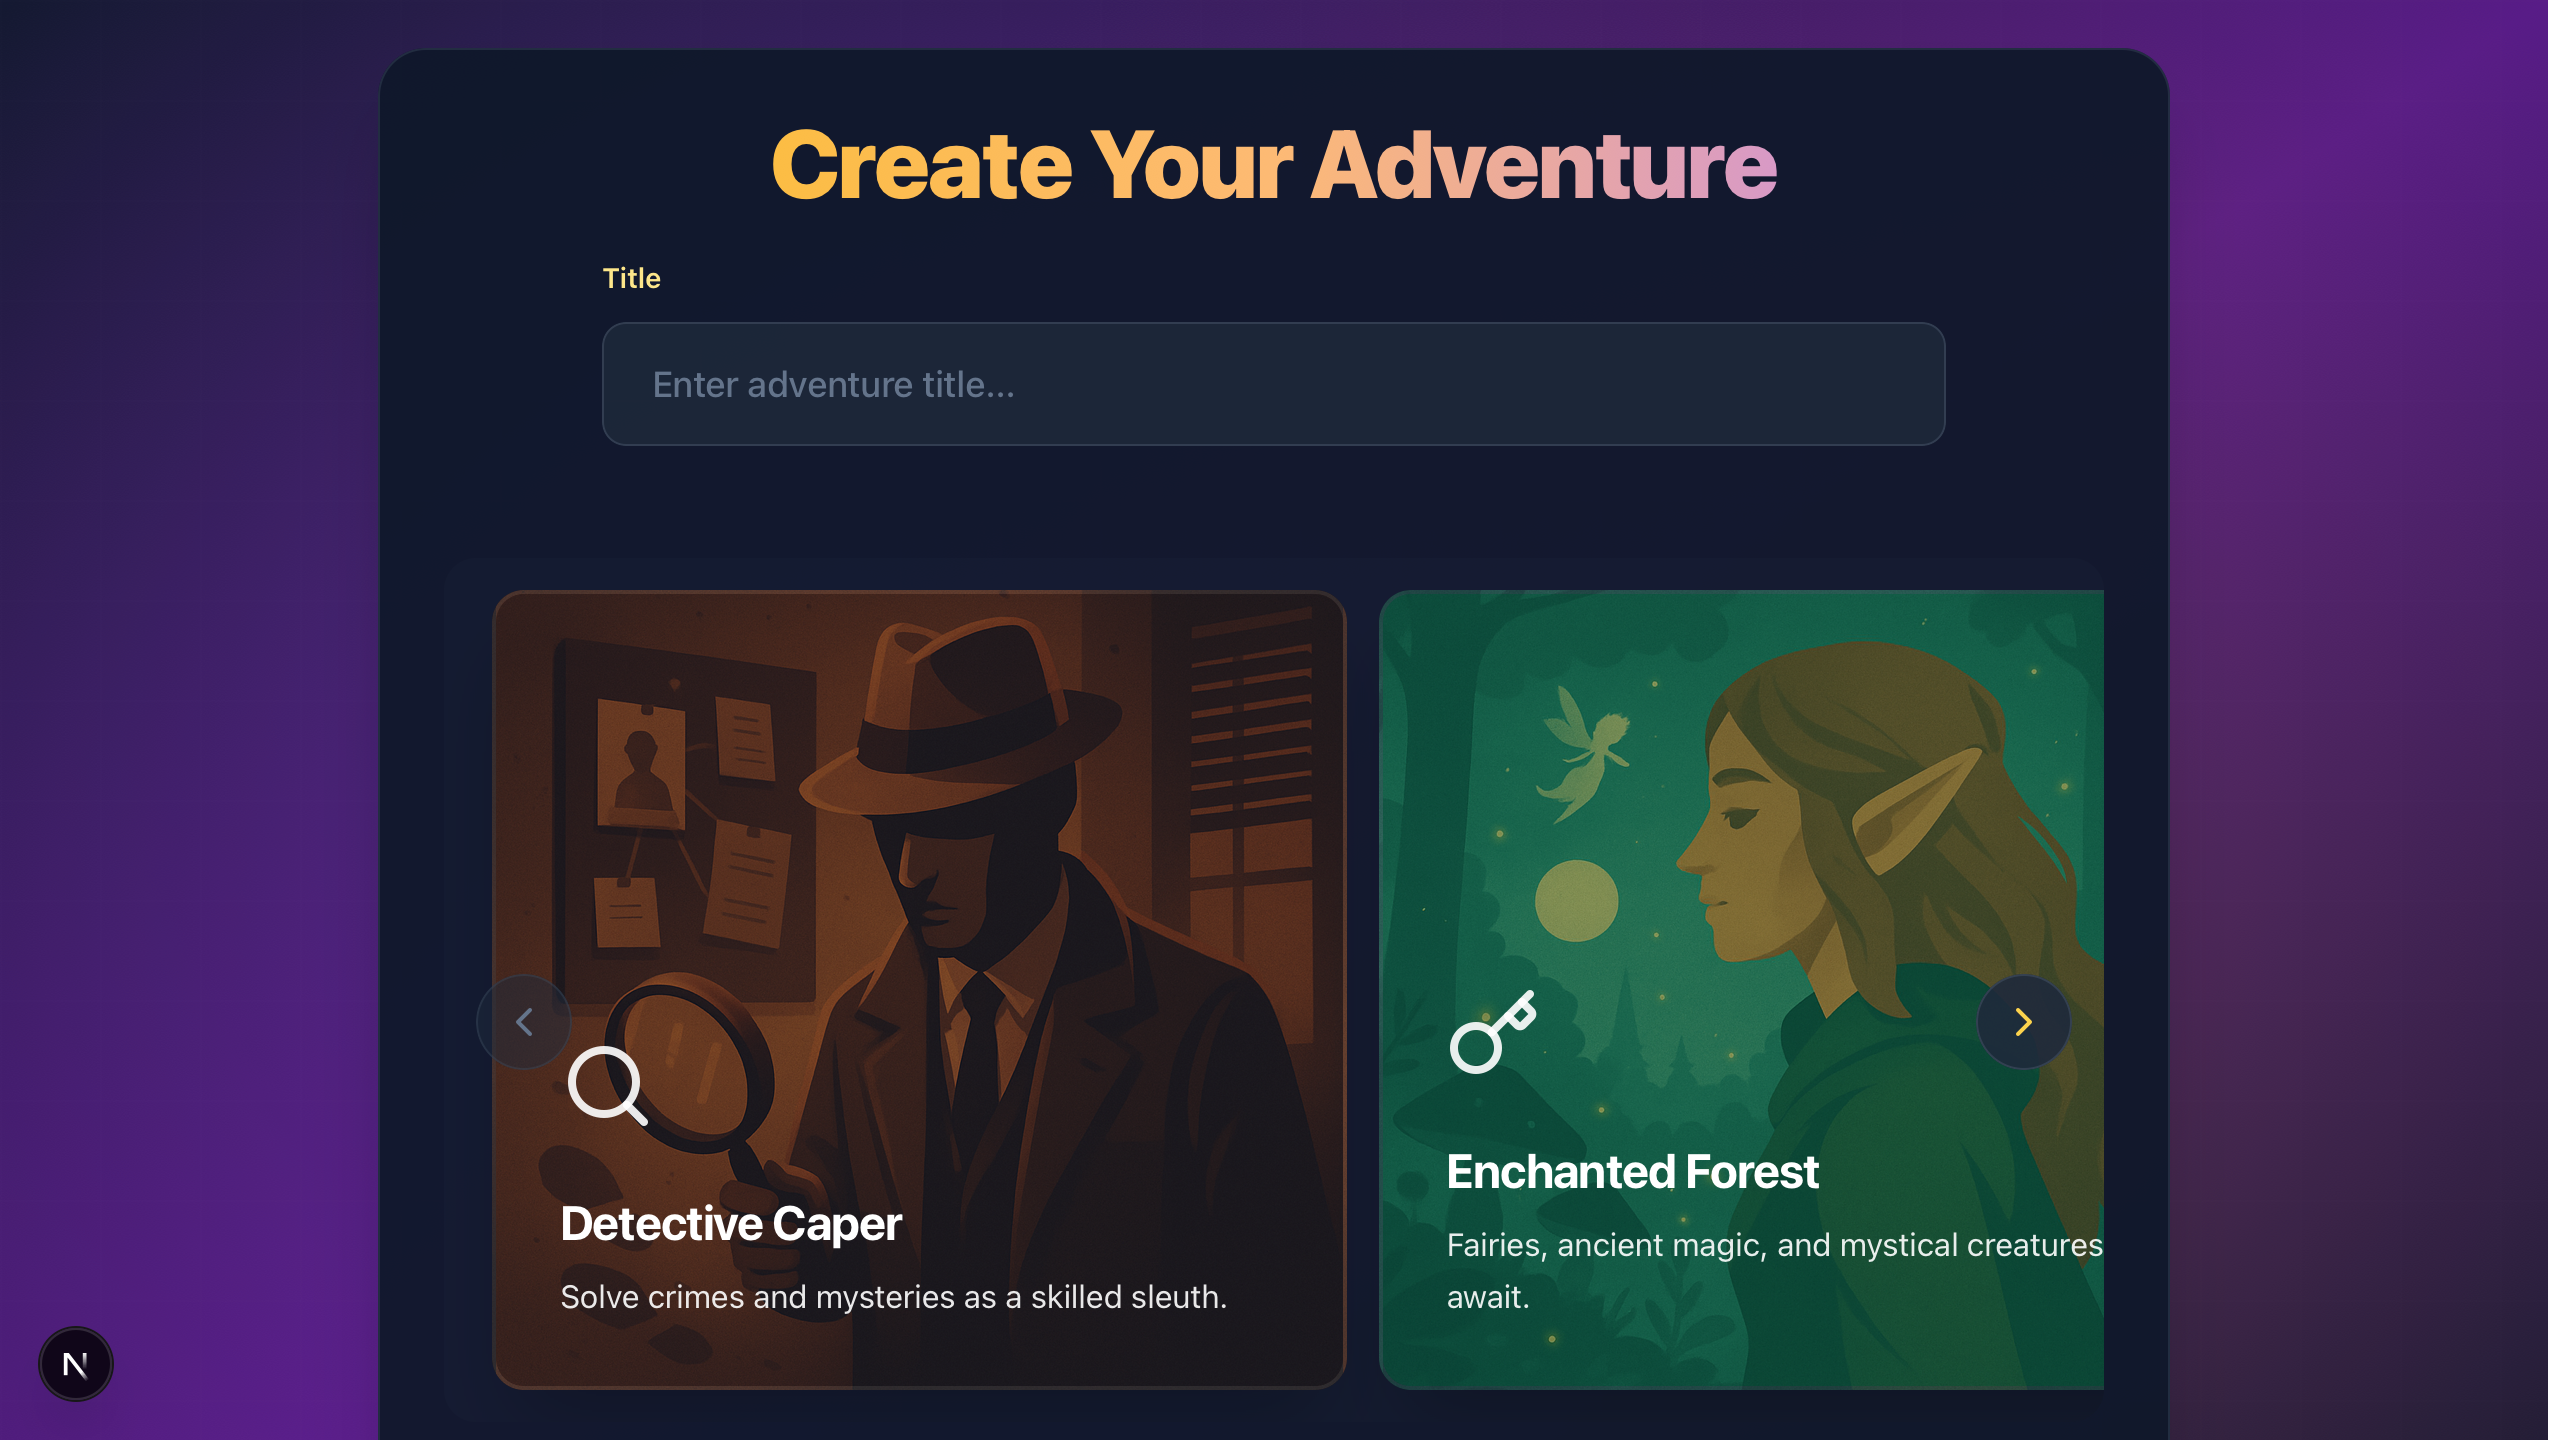 Create Your Adventure
Title
Enter adventure title...
Detective Caper
Solve crimes and mysteries as a skilled sleuth.
Enchanted Forest
Fairies, ancient magic, and mystical creatures
await.
N